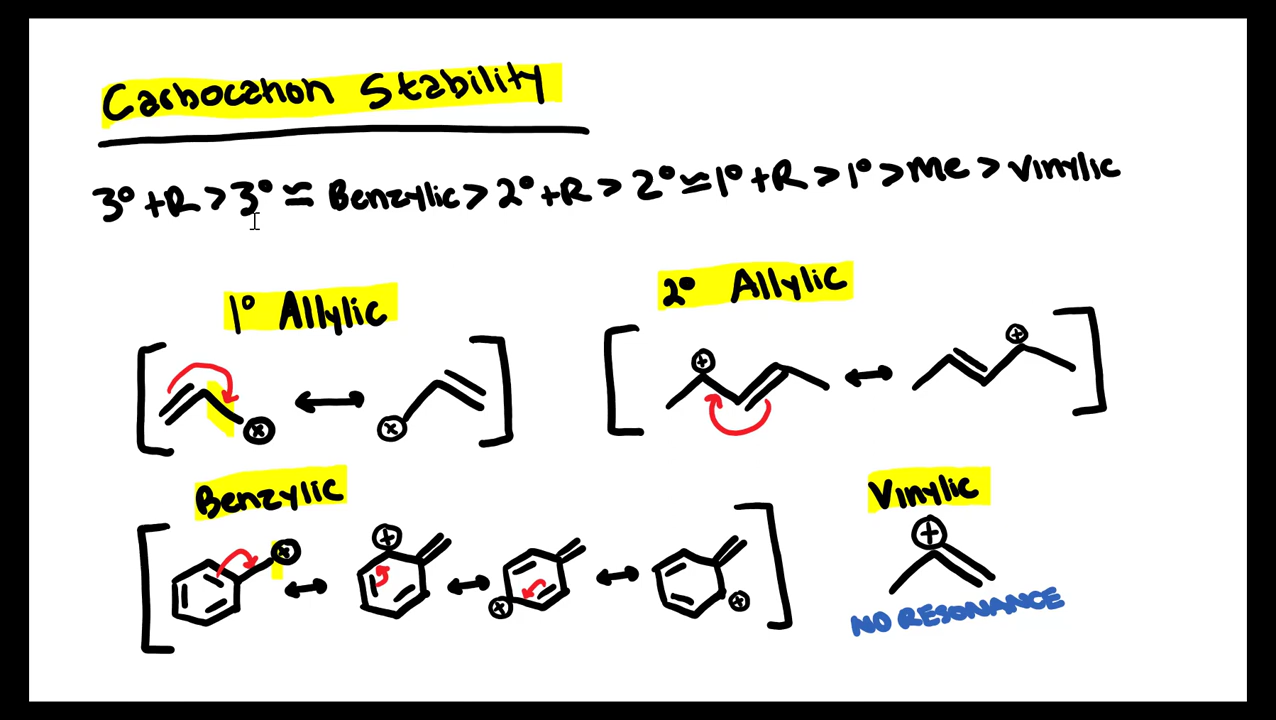 Carbocation Stability
3° +R > 3° ≃ Benzylic > 2° +R > 2° ≃ 1° +R > 1° > Me > Vinylic
1° Allylic
2° Allylic
Benzylic
Vinylic
NO RESONANCE